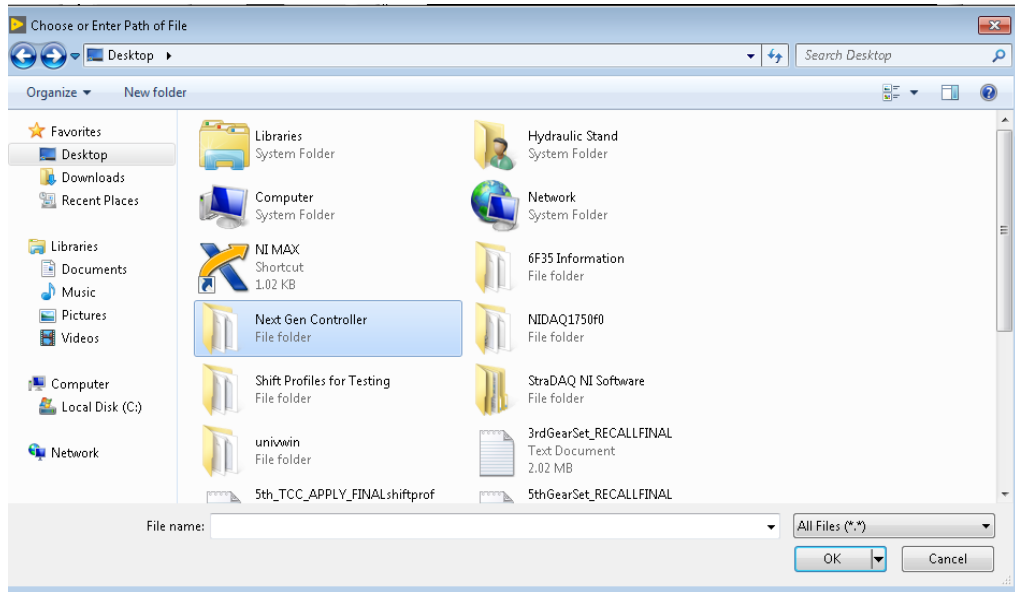 Choose or Enter Path of File
Desktop
Search Desktop
Organize
New folder
Favorites
Desktop
Downloads
Recent Places
Libraries
Documents
Music
Pictures
Videos
Computer
Local Disk (C:)
Network
Libraries
System Folder
Hydraulic Stand
System Folder
Computer
System Folder
Network
System Folder
NI MAX
Shortcut
1.02 KB
6F35 Information
File folder
Next Gen Controller
File folder
NIDAQ1750f0
File folder
Shift Profiles for Testing
File folder
StraDAQ NI Software
File folder
univwin
File folder
3rdGearSet_RECALLFINAL
Text Document
2.02 MB
5th_TCC_APPLY_FINALshiftprof
5thGearSet_RECALLFINAL
File name:
All Files (*.*)
OK
Cancel